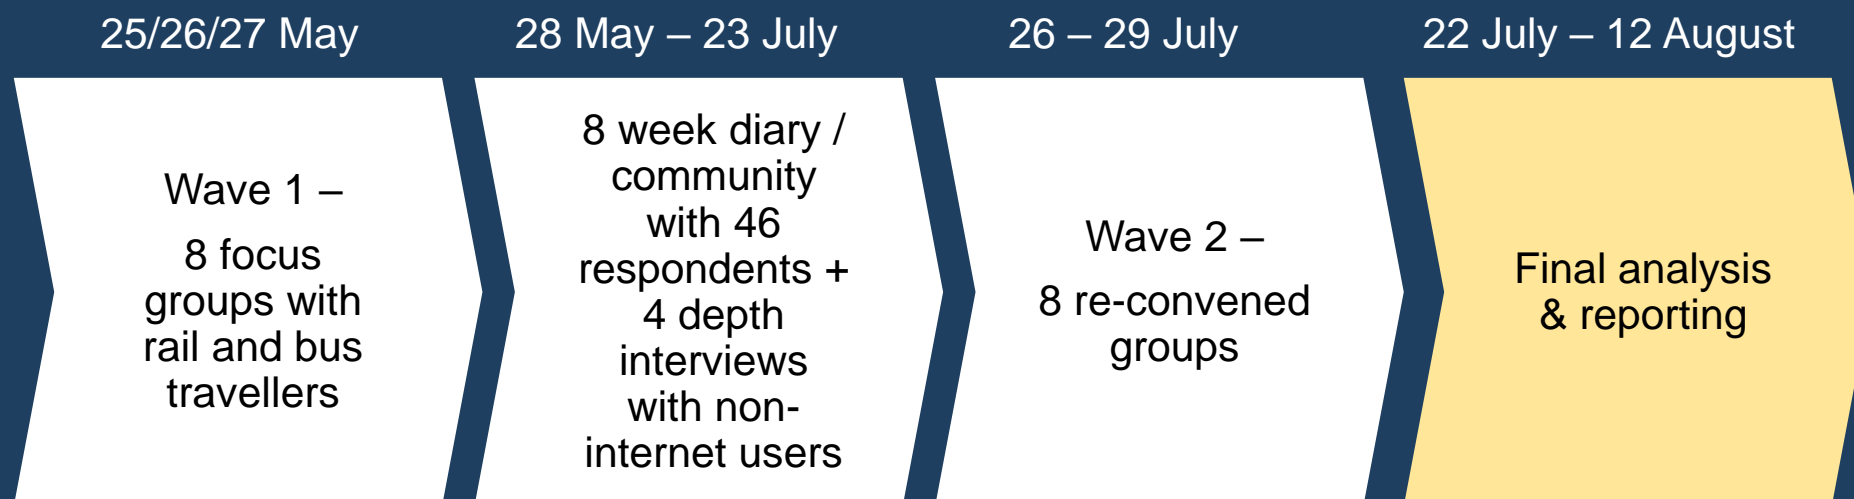 25/26/27 May
28 May – 23 July
26 – 29 July
22 July – 12 August
Wave 1 –
8 focus
groups with
rail and bus
travellers
8 week diary /
community
with 46
respondents +
4 depth
interviews
with non-
internet users
Wave 2 –
8 re-convened
groups
Final analysis
& reporting